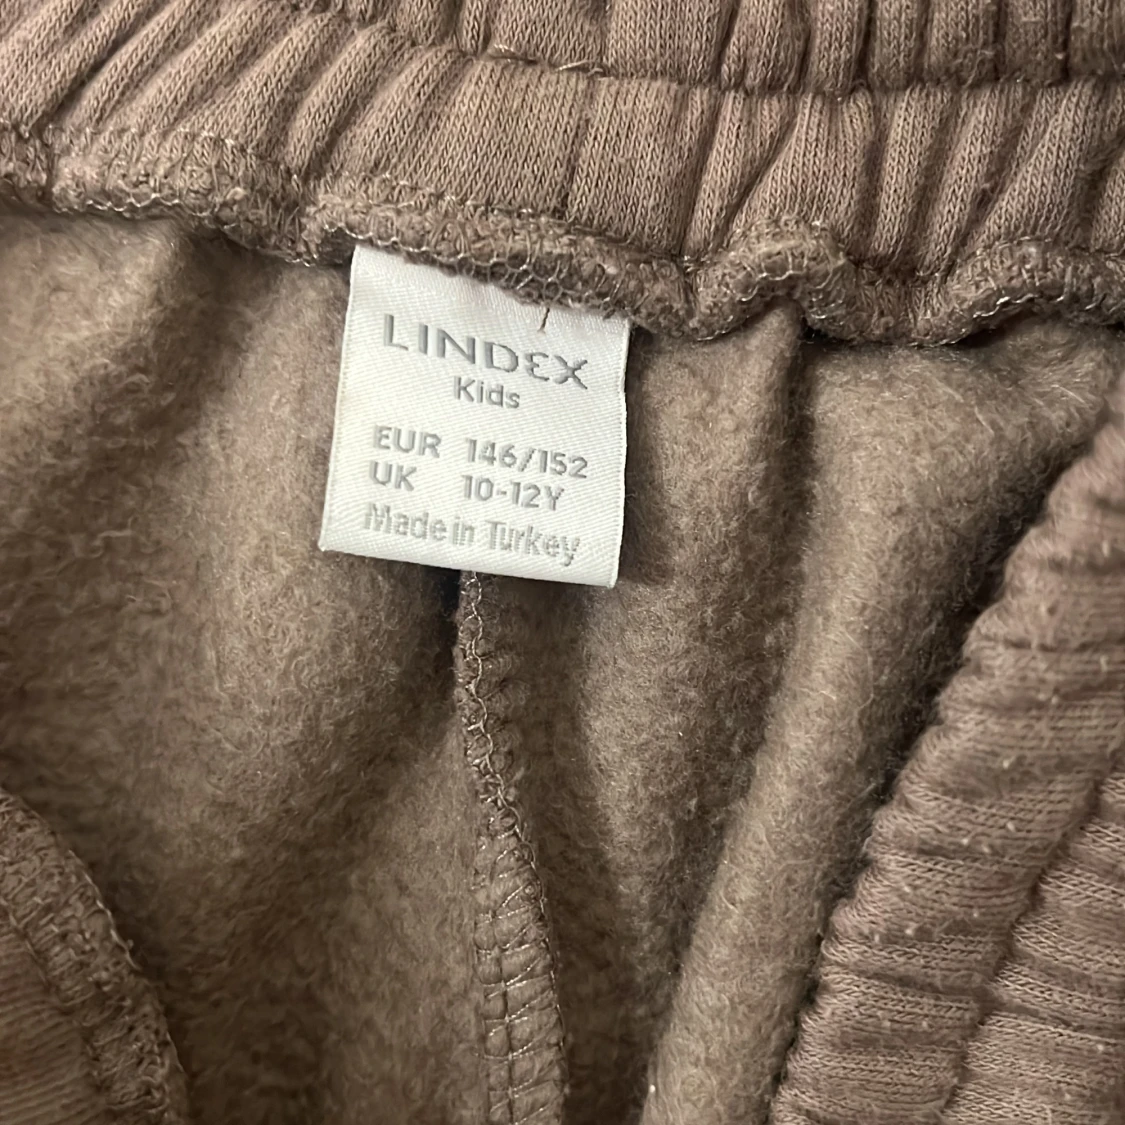 LINDEX
Kids
EUR 146/152
UK 10-12Y
Made in Turkey